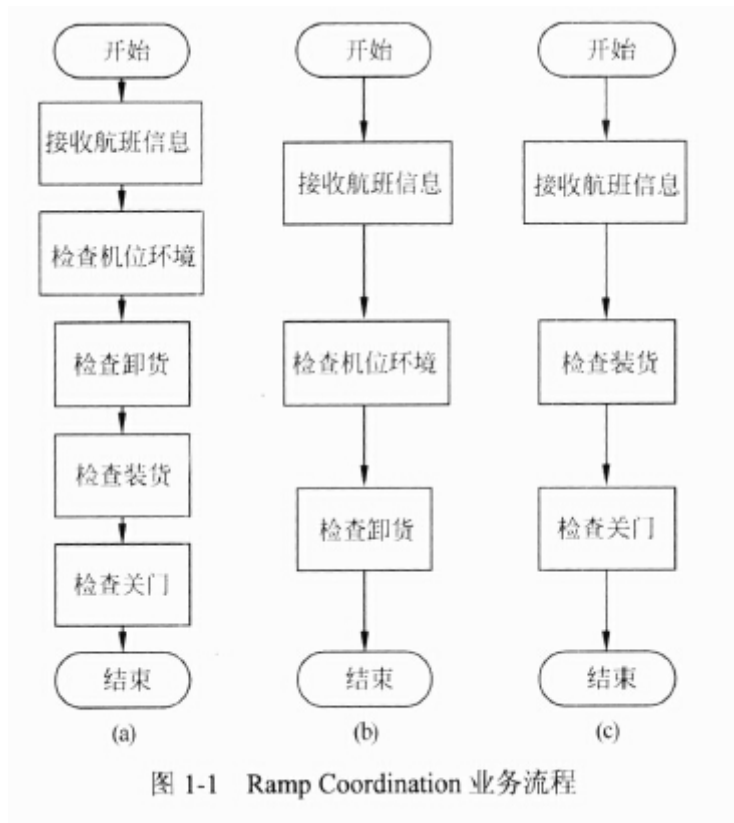 开始
接收航班信息
检查机位环境
检查卸货
检查装货
检查关门
结束
(a)
开始
接收航班信息
检查机位环境
检查卸货
结束
(b)
开始
接收航班信息
检查装货
检查关门
结束
(c)
图 1-1 Ramp Coordination 业务流程